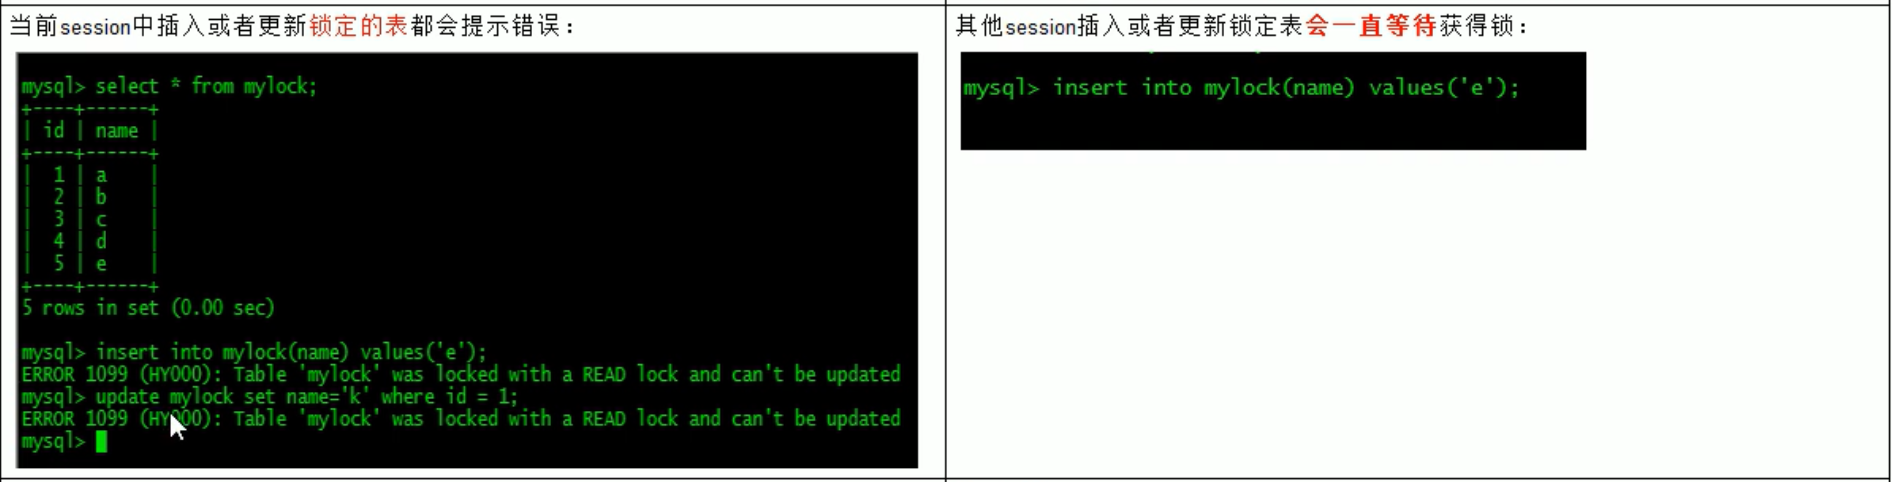 当前session中插入或者更新锁定的表都会提示错误：
mysql> select * from mylock;
+----+------+
| id | name |
+----+------+
|  1 | a    |
|  2 | b    |
|  3 | c    |
|  4 | d    |
|  5 | e    |
+----+------+
5 rows in set (0.00 sec)
mysql> insert into mylock(name) values('e');
ERROR 1099 (HY000): Table 'mylock' was locked with a READ lock and can't be updated
mysql> update mylock set name='k' where id = 1;
ERROR 1099 (HY000): Table 'mylock' was locked with a READ lock and can't be updated
mysql>
其他session插入或者更新锁定表会一直等待获得锁：
mysql> insert into mylock(name) values('e');